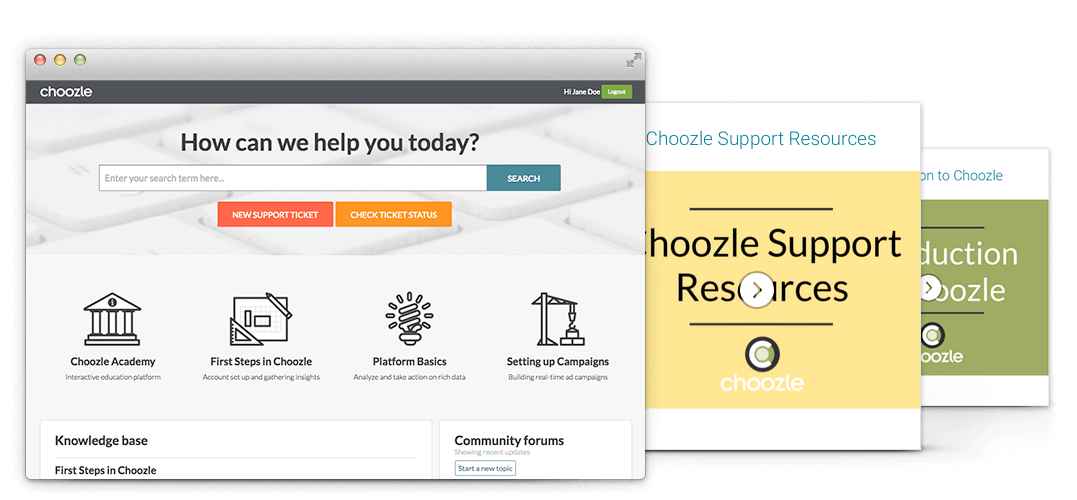 choozle
Hi Jane Doe
Logout
How can we help you today?
Enter your search term here...
SEARCH
NEW SUPPORT TICKET
CHECK TICKET STATUS
Choozle Academy
Interactive education platform
First Steps in Choozle
Account set up and gathering insights
Platform Basics
Analyze and take action on rich data
Setting up Campaigns
Building real-time ad campaigns
Knowledge base
First Steps in Choozle
Community forums
Showing recent updates
Start a new topic
Choozle Support Resources
hoozle Support
Resources
choozle
on to Choozle
duction
oozle
oozle